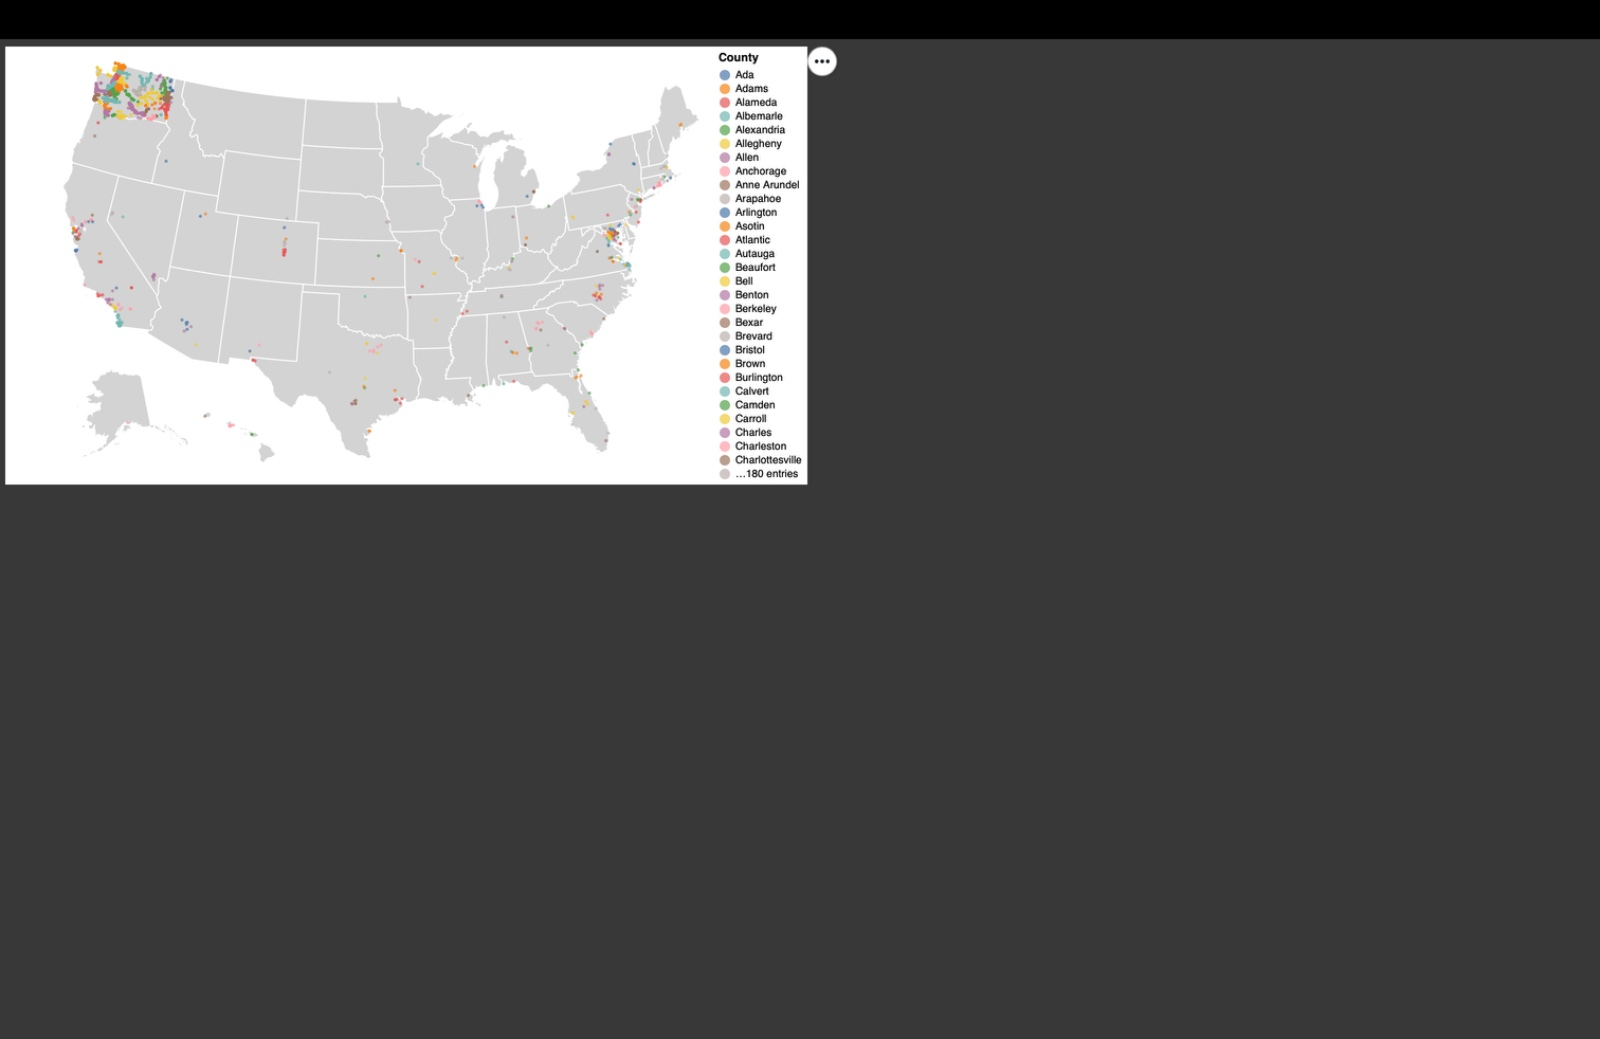 County
Ada
Adams
Alameda
Albemarle
Alexandria
Allegheny
Allen
Anchorage
Anne Arundel
Arapahoe
Arlington
Asotin
Atlantic
Autauga
Beaufort
Bell
Benton
Berkeley
Bexar
Brevard
Bristol
Brown
Burlington
Calvert
Camden
Carroll
Charles
Charleston
Charlottesville
…180 entries